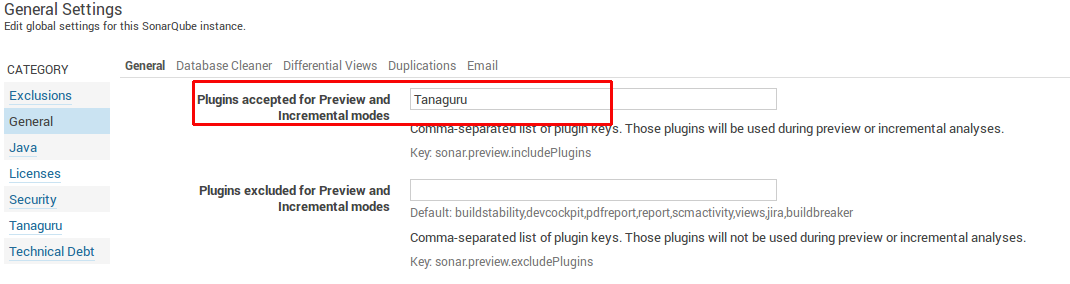 General Settings
Edit global settings for this SonarQube instance.
CATEGORY
Exclusions
General
Java
Licenses
Security
Tanaguru
Technical Debt
General Database Cleaner Differential Views Duplications Email
Plugins accepted for Preview and
Incremental modes
Tanaguru
Comma-separated list of plugin keys. Those plugins will be used during preview or incremental analyses.
Key: sonar.preview.includePlugins
Plugins excluded for Preview and
Incremental modes
Default: buildstability,devcockpit,pdfreport,report,scmactivity,views,jira,buildbreaker
Comma-separated list of plugin keys. Those plugins will not be used during preview or incremental analyses.
Key: sonar.preview.excludePlugins